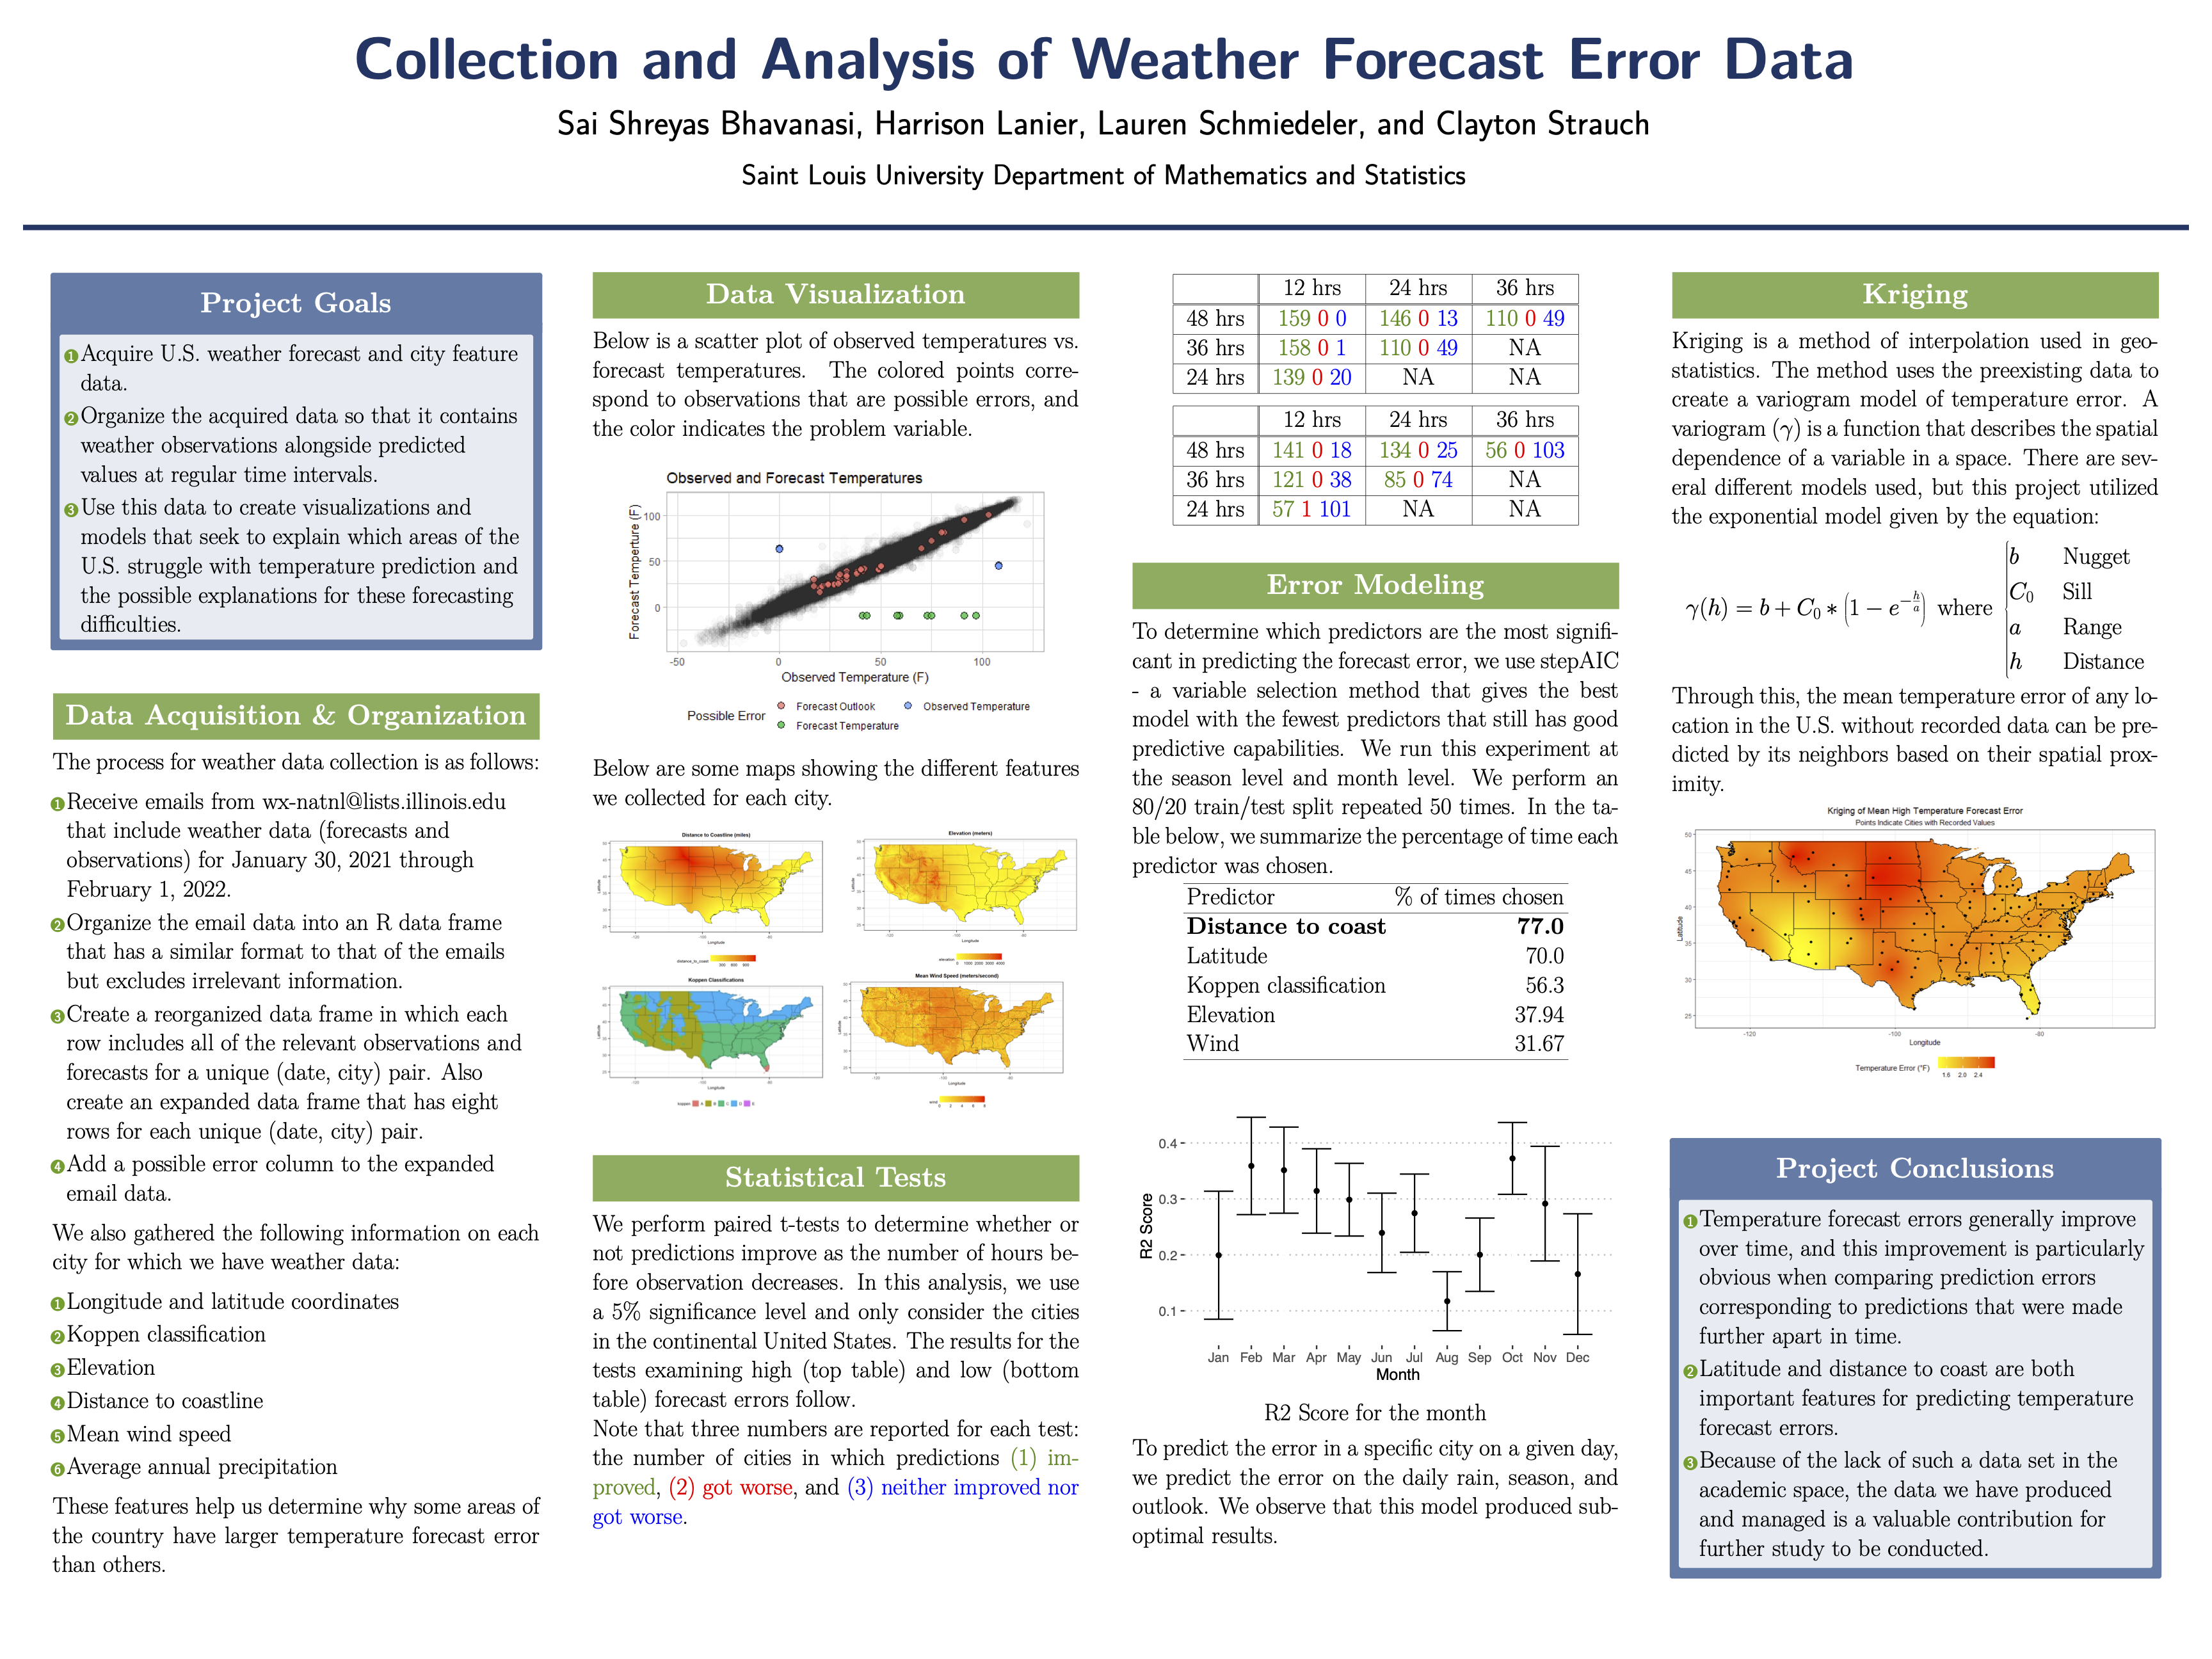 Collection and Analysis of Weather Forecast Error Data
Sai Shreyas Bhavanasi, Harrison Lanier, Lauren Schmiedeler, and Clayton Strauch
Saint Louis University Department of Mathematics and Statistics
Project Goals
1 Acquire U.S. weather forecast and city feature
data.
2 Organize the acquired data so that it contains
weather observations alongside predicted
values at regular time intervals.
3 Use this data to create visualizations and
models that seek to explain which areas of the
U.S. struggle with temperature prediction and
the possible explanations for these forecasting
difficulties.
Data Acquisition & Organization
The process for weather data collection is as follows:
1 Receive emails from wx-natnl@lists.illinois.edu
that include weather data (forecasts and
observations) for January 30, 2021 through
February 1, 2022.
2 Organize the email data into an R data frame
that has a similar format to that of the emails
but excludes irrelevant information.
3 Create a reorganized data frame in which each
row includes all of the relevant observations and
forecasts for a unique (date, city) pair. Also
create an expanded data frame that has eight
rows for each unique (date, city) pair.
4 Add a possible error column to the expanded
email data.
We also gathered the following information on each
city for which we have weather data:
1 Longitude and latitude coordinates
2 Koppen classification
3 Elevation
4 Distance to coastline
5 Mean wind speed
6 Average annual precipitation
These features help us determine why some areas of
the country have larger temperature forecast error
than others.
Data Visualization
Below is a scatter plot of observed temperatures vs.
forecast temperatures. The colored points corre-
spond to observations that are possible errors, and
the color indicates the problem variable.
Observed and Forecast Temperatures
Forecast Temperture (F)
100
50
0
-50 0 50 100
Observed Temperature (F)
Possible Error
Forecast Outlook
Observed Temperature
Forecast Temperature
Below are some maps showing the different features
we collected for each city.
Distance to Coastline (miles)
Elevation (meters)
Koppen Classifications
Mean Wind Speed (meters/second)
Statistical Tests
We perform paired t-tests to determine whether or
not predictions improve as the number of hours be-
fore observation decreases. In this analysis, we use
a 5% significance level and only consider the cities
in the continental United States. The results for the
tests examining high (top table) and low (bottom
table) forecast errors follow.
Note that three numbers are reported for each test:
the number of cities in which predictions (1) im-
proved, (2) got worse, and (3) neither improved nor
got worse.
12 hrs 24 hrs 36 hrs
48 hrs 159 0 0 146 0 13 110 0 49
36 hrs 158 0 1 110 0 49 NA
24 hrs 139 0 20 NA NA
12 hrs 24 hrs 36 hrs
48 hrs 141 0 18 134 0 25 56 0 103
36 hrs 121 0 38 85 0 74 NA
24 hrs 57 1 101 NA NA
Error Modeling
To determine which predictors are the most signifi-
cant in predicting the forecast error, we use stepAIC
- a variable selection method that gives the best
model with the fewest predictors that still has good
predictive capabilities. We run this experiment at
the season level and month level. We perform an
80/20 train/test split repeated 50 times. In the ta-
ble below, we summarize the percentage of time each
predictor was chosen.
Predictor % of times chosen
Distance to coast 77.0
Latitude 70.0
Koppen classification 56.3
Elevation 37.94
Wind 31.67
R2 Score
0.4
0.3
0.2
0.1
Jan Feb Mar Apr May Jun Jul Aug Sep Oct Nov Dec
Month
R2 Score for the month
To predict the error in a specific city on a given day,
we predict the error on the daily rain, season, and
outlook. We observe that this model produced sub-
optimal results.
Kriging
Kriging is a method of interpolation used in geo-
statistics. The method uses the preexisting data to
create a variogram model of temperature error. A
variogram (γ) is a function that describes the spatial
dependence of a variable in a space. There are sev-
eral different models used, but this project utilized
the exponential model given by the equation:
γ(h) = b + C₀ * (1 − e^(−h/a)) where
b Nugget
C₀ Sill
a Range
h Distance
Through this, the mean temperature error of any lo-
cation in the U.S. without recorded data can be pre-
dicted by its neighbors based on their spatial prox-
imity.
Kriging of Mean High Temperature Forecast Error
Points Indicate Cities with Recorded Values
Latitude
50
45
40
35
30
25
-120 -100 -80
Longitude
Temperature Error (°F)
1.6 2.0 2.4
Project Conclusions
1 Temperature forecast errors generally improve
over time, and this improvement is particularly
obvious when comparing prediction errors
corresponding to predictions that were made
further apart in time.
2 Latitude and distance to coast are both
important features for predicting temperature
forecast errors.
3 Because of the lack of such a data set in the
academic space, the data we have produced
and managed is a valuable contribution for
further study to be conducted.